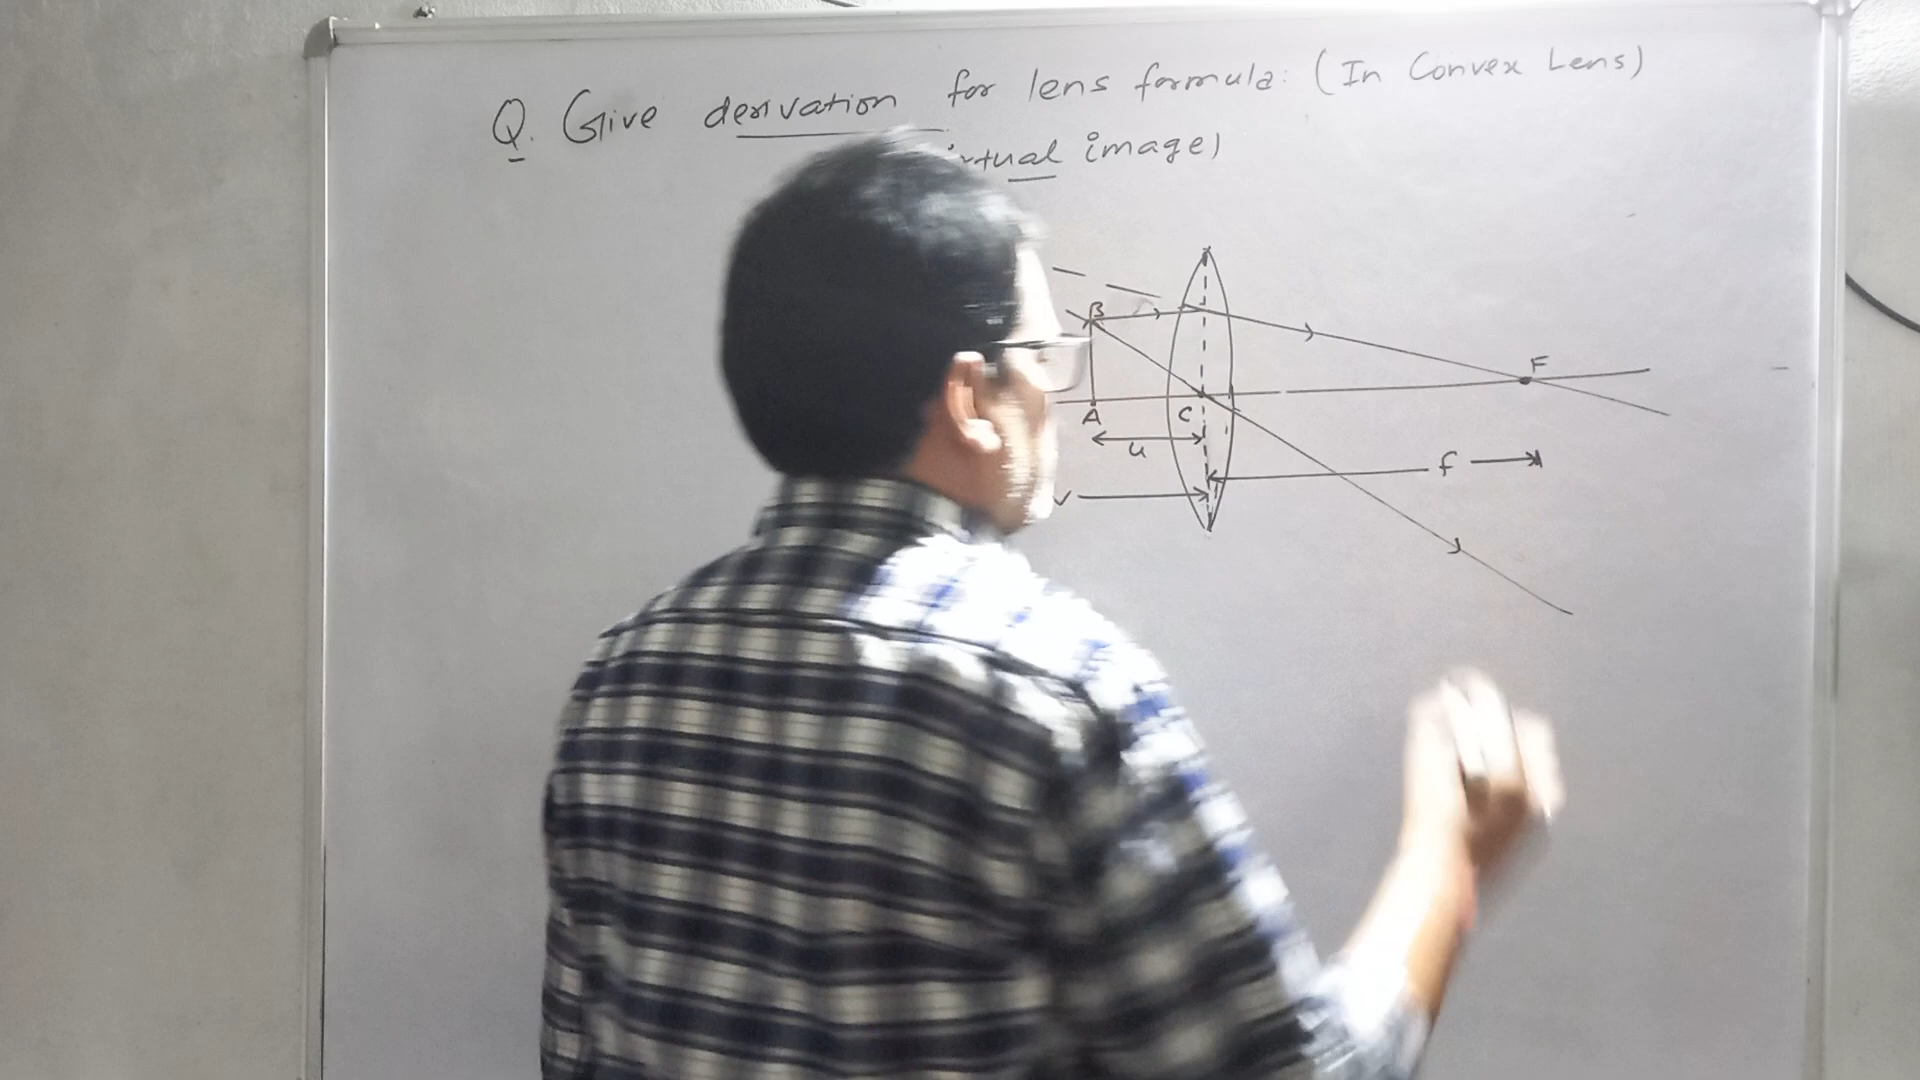 Q. Give derivation for lens formula: (In Convex Lens)
image)
B
F
A
C
u
f
v